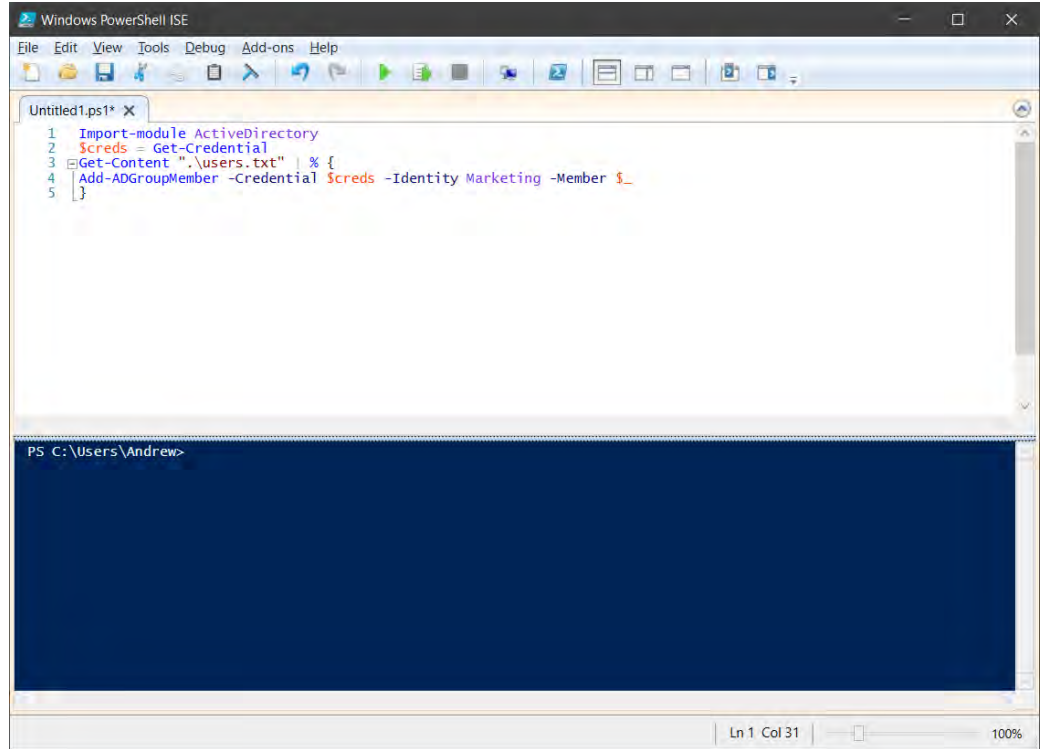 Windows PowerShell ISE
File Edit View Tools Debug Add-ons Help
Untitled1.ps1* X
1 Import-module ActiveDirectory
2 $creds = Get-Credential
3 Get-Content ".\users.txt" | % {
4 Add-ADGroupMember -Credential $creds -Identity Marketing -Member $_
5 }
PS C:\Users\Andrew>
Ln 1 Col 31 100%